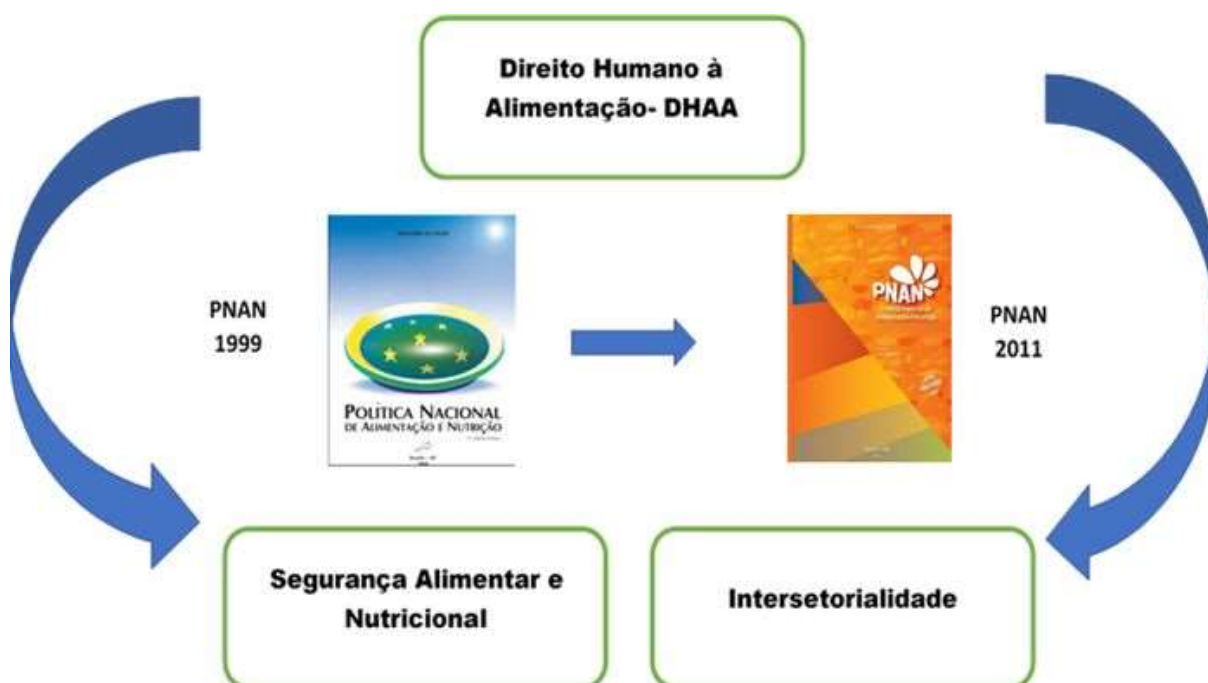 Direito Humano à
Alimentação- DHAA
PNAN
1999
POLÍTICA NACIONAL
DE ALIMENTAÇÃO E NUTRIÇÃO
PNAN
PNAN
2011
Segurança Alimentar e
Nutricional
Intersetorialidade